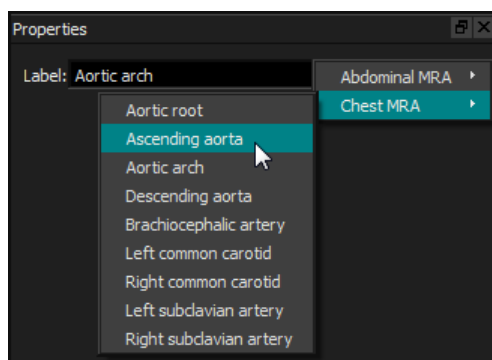 Properties
Label: Aortic arch
Abdominal MRA
Chest MRA
Aortic root
Ascending aorta
Aortic arch
Descending aorta
Brachiocephalic artery
Left common carotid
Right common carotid
Left subclavian artery
Right subclavian artery